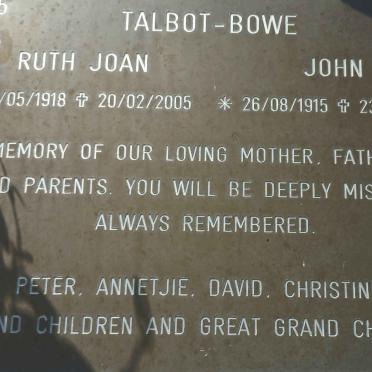 TALBOT-BOWE
RUTH JOAN JOHN
/05/1918 ✞ 20/02/2005 * 26/08/1915 ✞ 23
MEMORY OF OUR LOVING MOTHER, FATH
D PARENTS. YOU WILL BE DEEPLY MIS
ALWAYS REMEMBERED.
PETER, ANNETJIE, DAVID, CHRISTIN
ND CHILDREN AND GREAT GRAND CH